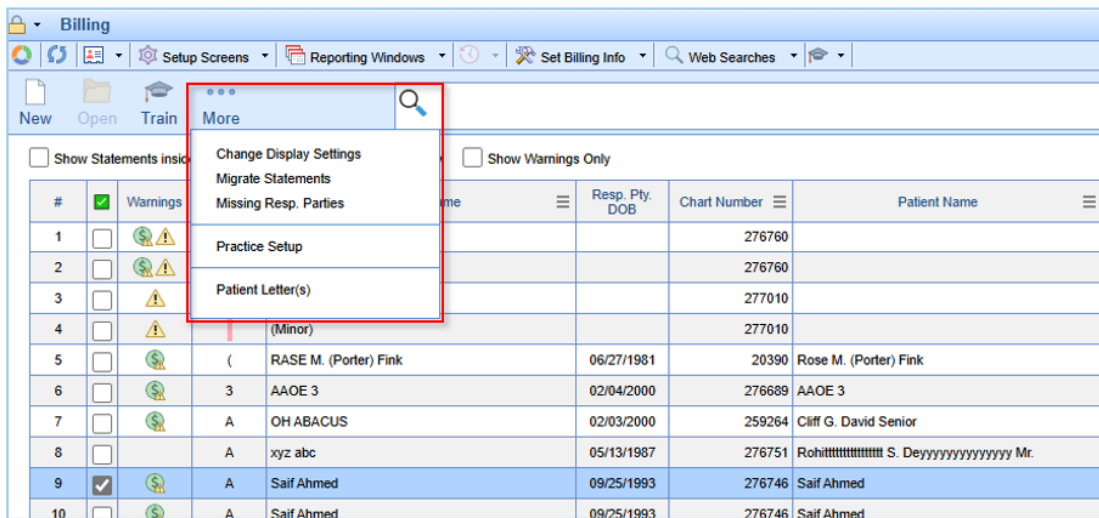 Billing
Setup Screens Reporting Windows Set Billing Info Web Searches
New Open Train More
Change Display Settings
Migrate Statements
Missing Resp. Parties
Practice Setup
Patient Letter(s)
Show Statements Show Warnings Only
# Warnings Resp. Pty. DOB Chart Number Patient Name
1 276760
2 276760
3 277010
4 (Minor) 277010
5 ( RASE M. (Porter) Fink 06/27/1981 20390 Rose M. (Porter) Fink
6 3 AAOE 3 02/04/2000 276689 AAOE 3
7 A OH ABACUS 02/03/2000 259264 Cliff G. David Senior
8 A xyz abc 05/13/1987 276751 Rohittttttttttttttttttt S. Deyyyyyyyyyyyyyy Mr.
9 A Saif Ahmed 09/25/1993 276746 Saif Ahmed
10 A Saif Ahmed 09/25/1993 276746 Saif Ahmed